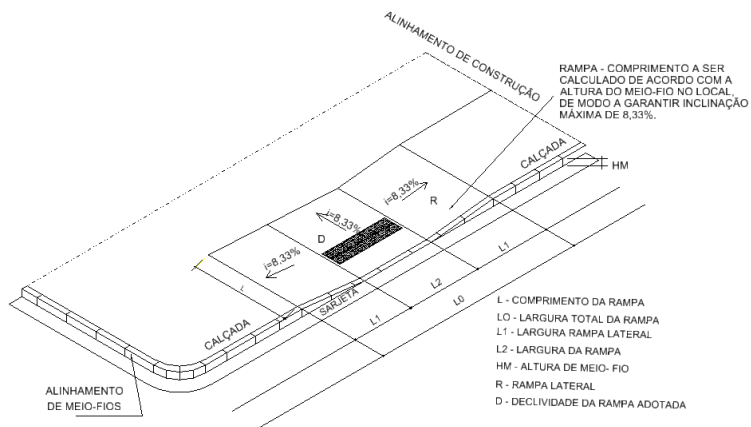 ALINHAMENTO DE CONSTRUÇÃO
RAMPA - COMPRIMENTO A SER
CALCULADO DE ACORDO COM A
ALTURA DO MEIO-FIO NO LOCAL,
DE MODO A GARANTIR INCLINAÇÃO
MÁXIMA DE 8,33%.
CALÇADA
HM
i=8,33%
R
i=8,33%
D
i=8,33%
L
SARJETA
CALÇADA
L1
L2
L1
L0
ALINHAMENTO
DE MEIO-FIOS
L - COMPRIMENTO DA RAMPA
LO - LARGURA TOTAL DA RAMPA
L1 - LARGURA RAMPA LATERAL
L2 - LARGURA DA RAMPA
HM - ALTURA DE MEIO- FIO
R - RAMPA LATERAL
D - DECLIVIDADE DA RAMPA ADOTADA